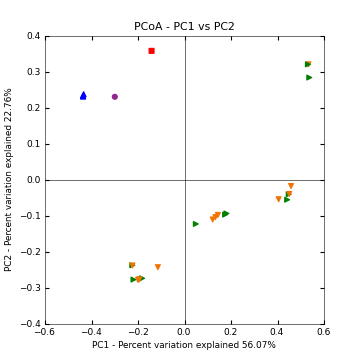 PCoA - PC1 vs PC2
0.4
0.3
0.2
0.1
0.0
−0.1
−0.2
−0.3
−0.4
PC2 - Percent variation explained 22.76%
−0.6 −0.4 −0.2 0.0 0.2 0.4 0.6
PC1 - Percent variation explained 56.07%